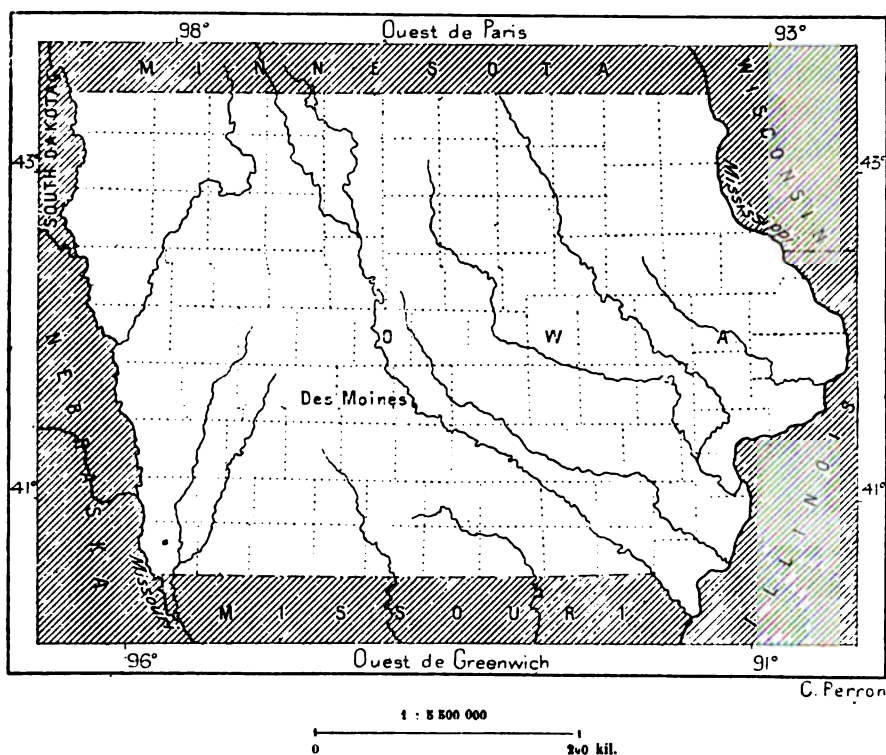 98°
93°
Ouest de Paris
MINNESOTA
WISCONSIN
SOUTH DAKOTA
43°
43°
Mississippi
IOWA
NEBRASKA
Des Moines
ILLINOIS
41°
41°
Missouri
MISSOURI
96°
Ouest de Greenwich
91°
C. Perron
1 : 5 500 000
0
240 kil.